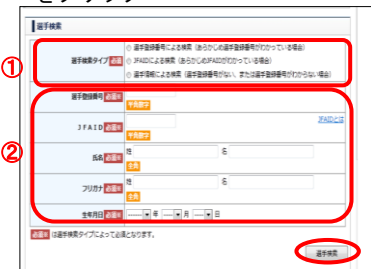 選手検索
①
選手検索タイプ 必須
選手登録番号による検索（あらかじめ選手登録番号がわかっている場合）
JFAIDによる検索（あらかじめJFAIDがわかっている場合）
選手情報による検索（選手登録番号がない、または選手登録番号がわからない場合）
②
選手登録番号 必須※
半角数字
JFAID 必須※
JFAIDとは
半角数字
氏名 必須※ 姓 名
全角
フリガナ 必須※ 姓 名
全角
生年月日 必須※ ------ 年 --- 月 --- 日
必須※ は選手検索タイプによって必須となります。
選手検索